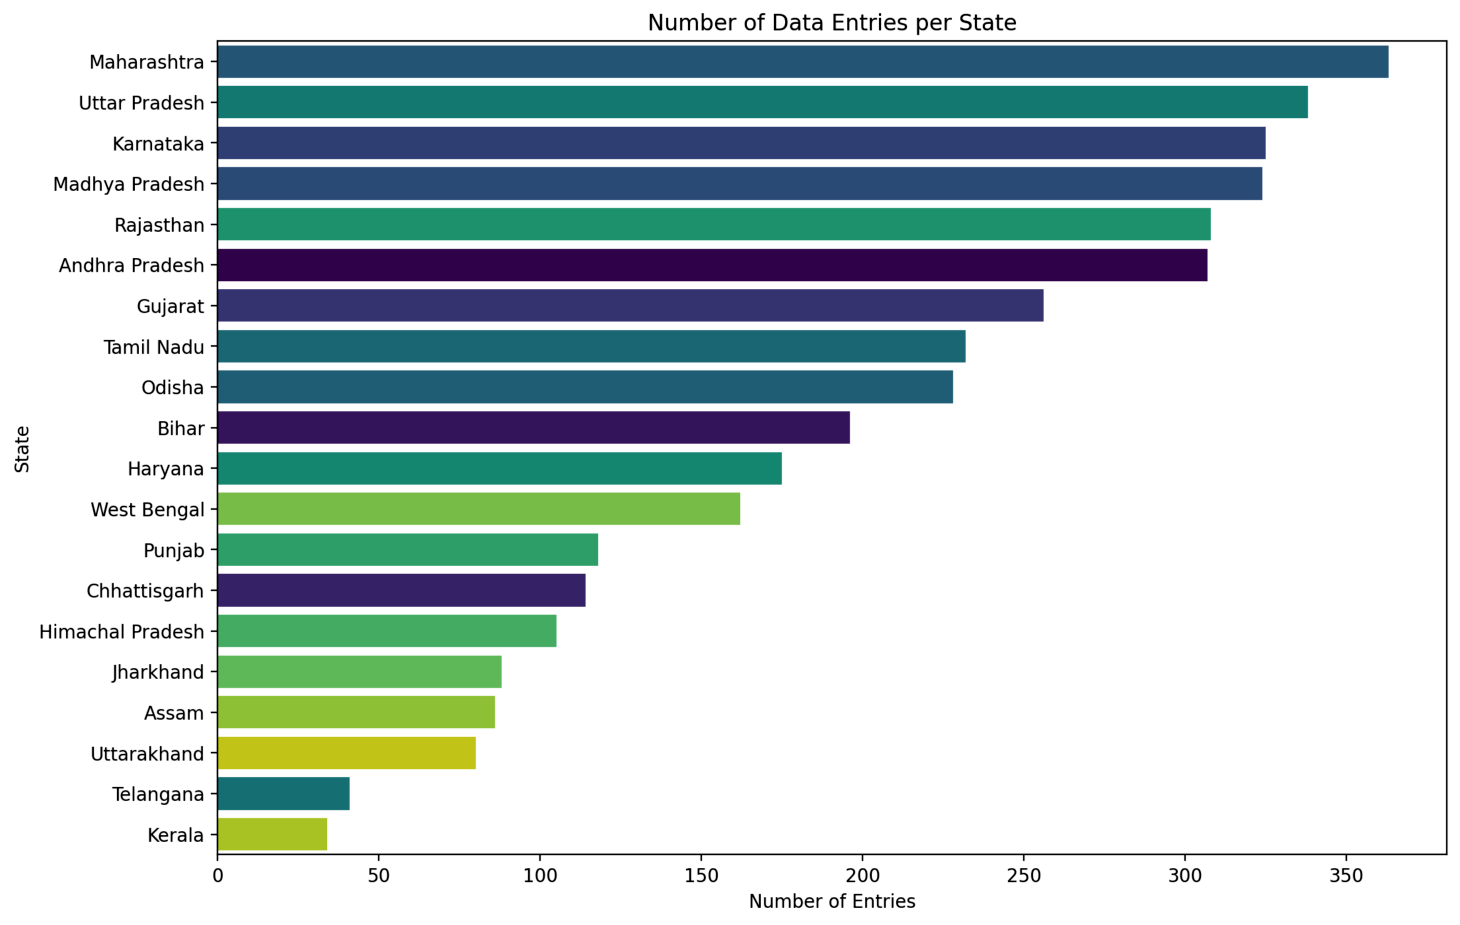 Number of Data Entries per State
Maharashtra
Uttar Pradesh
Karnataka
Madhya Pradesh
Rajasthan
Andhra Pradesh
Gujarat
Tamil Nadu
Odisha
Bihar
Haryana
West Bengal
Punjab
Chhattisgarh
Himachal Pradesh
Jharkhand
Assam
Uttarakhand
Telangana
Kerala
State
0 50 100 150 200 250 300 350
Number of Entries